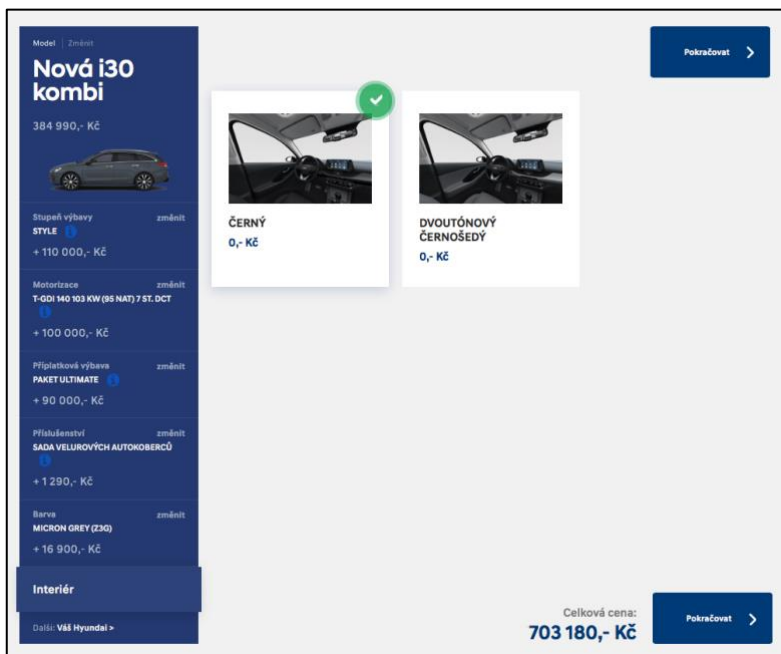 Model | Změnit
Nová i30
kombi
384 990,- Kč
Stupeň výbavy změnit
STYLE
+ 110 000,- Kč
Motorizace změnit
T-GDI 140 103 KW (95 NAT) 7 ST. DCT
+ 100 000,- Kč
Příplatková výbava změnit
PAKET ULTIMATE
+ 90 000,- Kč
Příslušenství změnit
SADA VELUROVÝCH AUTOKOBERCŮ
+ 1 290,- Kč
Barva změnit
MICRON GREY (Z3G)
+ 16 900,- Kč
Interiér
Další: Váš Hyundai >
Pokračovat
ČERNÝ
0,- Kč
DVOUTÓNOVÝ
ČERNOŠEDÝ
0,- Kč
Celková cena:
703 180,- Kč
Pokračovat